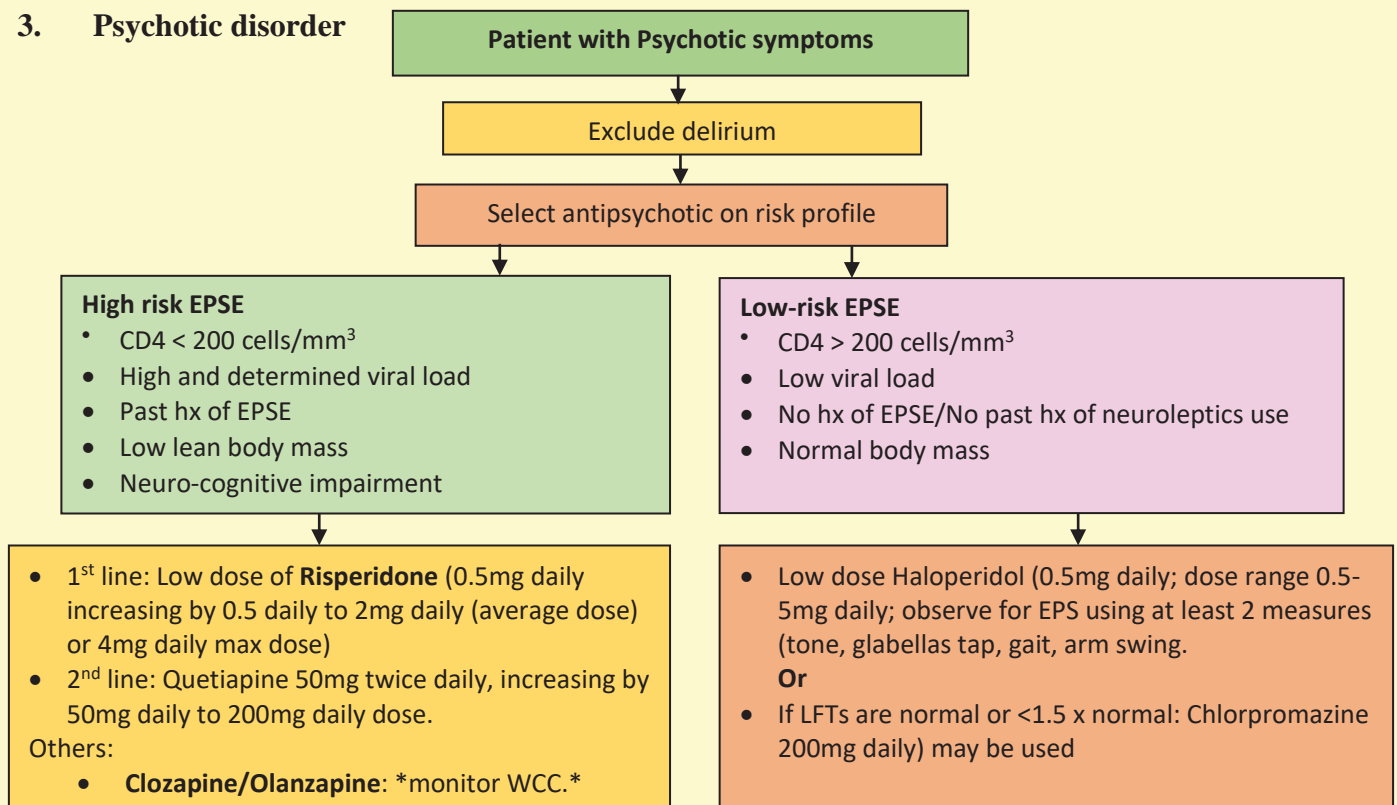 3. Psychotic disorder
Patient with Psychotic symptoms
Exclude delirium
Select antipsychotic on risk profile
High risk EPSE
• CD4 < 200 cells/mm³
• High and determined viral load
• Past hx of EPSE
• Low lean body mass
• Neuro-cognitive impairment
Low-risk EPSE
• CD4 > 200 cells/mm³
• Low viral load
• No hx of EPSE/No past hx of neuroleptics use
• Normal body mass
• 1st line: Low dose of Risperidone (0.5mg daily
increasing by 0.5 daily to 2mg daily (average dose)
or 4mg daily max dose)
• 2nd line: Quetiapine 50mg twice daily, increasing by
50mg daily to 200mg daily dose.
Others:
• Clozapine/Olanzapine: *monitor WCC.*
• Low dose Haloperidol (0.5mg daily; dose range 0.5-
5mg daily; observe for EPS using at least 2 measures
(tone, glabellas tap, gait, arm swing.
Or
• If LFTs are normal or <1.5 x normal: Chlorpromazine
200mg daily) may be used